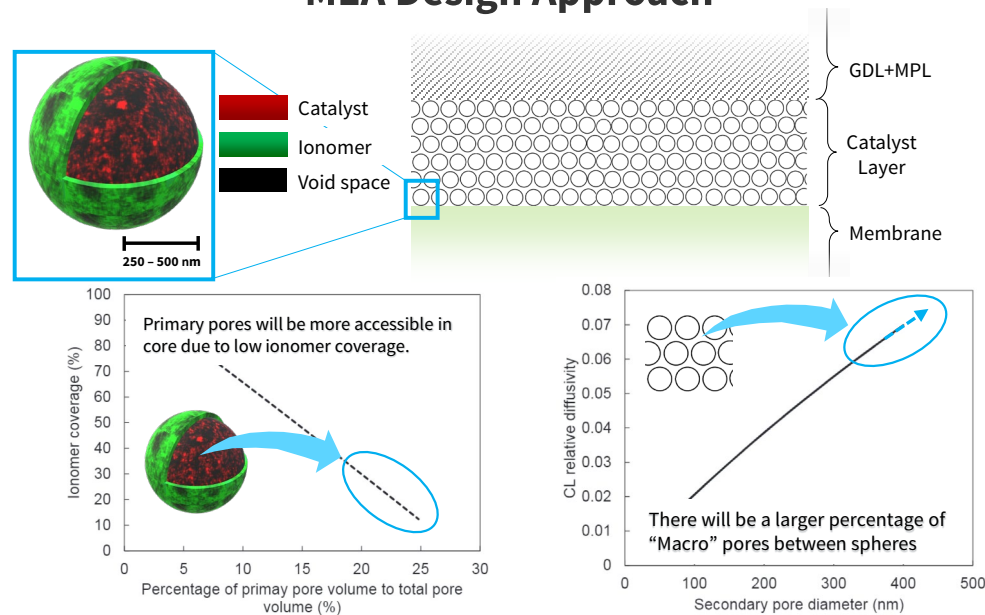 MEA Design Approach
Catalyst
Ionomer
Void space
250 – 500 nm
GDL+MPL
Catalyst
Layer
Membrane
100
90
80
70
60
50
40
30
20
10
0
Ionomer coverage (%)
Primary pores will be more accessible in
core due to low ionomer coverage.
0
5
10
15
20
25
30
Percentage of primay pore volume to total pore
volume (%)
0.08
0.07
0.06
0.05
0.04
0.03
0.02
0.01
0
CL relative diffusivity
There will be a larger percentage of
“Macro” pores between spheres
0
100
200
300
400
500
Secondary pore diameter (nm)